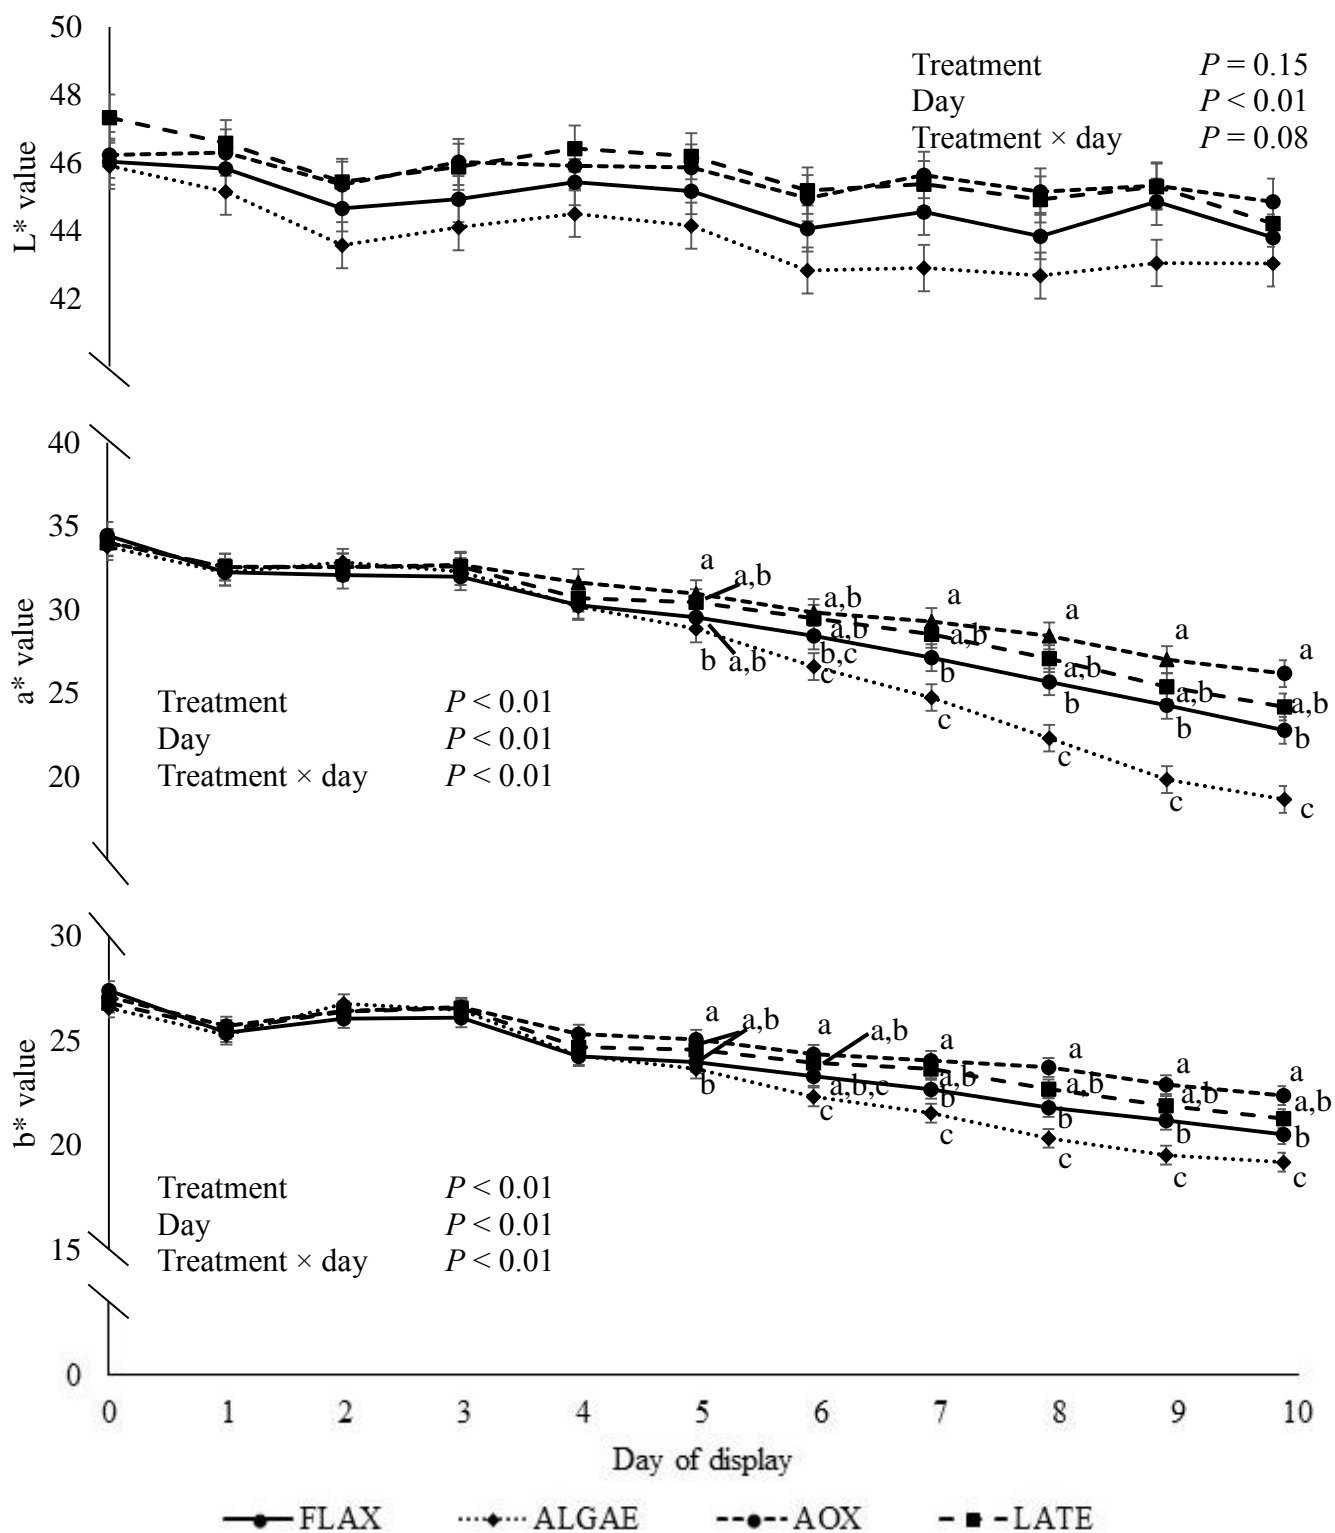 50
48
46
44
42
L* value
Treatment P = 0.15
Day P < 0.01
Treatment × day P = 0.08
40
35
30
25
20
a* value
a
a,b
b
a,b
a,b
a,b
b,c
c
a
a,b
b
c
a
a,b
b
c
a
a,b
b
c
a
a,b
b
c
Treatment P < 0.01
Day P < 0.01
Treatment × day P < 0.01
30
25
20
15
0
b* value
a
a,b
b
a
a,b
a,b,c
c
a
a,b
b
c
a
a,b
b
c
a
a,b
b
c
a
a,b
b
c
Treatment P < 0.01
Day P < 0.01
Treatment × day P < 0.01
0 1 2 3 4 5 6 7 8 9 10
Day of display
FLAX ALGAE AOX LATE